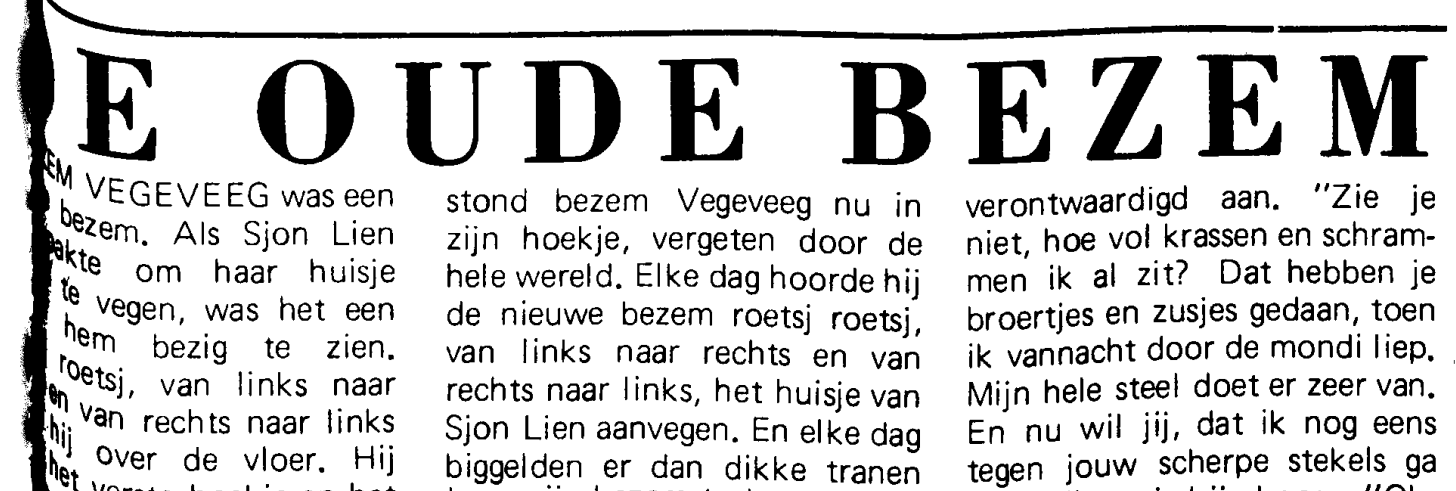 E OUDE BEZEM
EM VEGEVEEG was een
bezem. Als Sjon Lien
akte om haar huisje
te vegen, was het een
hem bezig te zien.
roetsj, van links naar
en van rechts naar links
hij over de vloer. Hij
het
stond bezem Vegeveeg nu in
zijn hoekje, vergeten door de
hele wereld. Elke dag hoorde hij
de nieuwe bezem roetsj roetsj,
van links naar rechts en van
rechts naar links, het huisje van
Sjon Lien aanvegen. En elke dag
biggelden er dan dikke tranen
verontwaardigd aan. "Zie je
niet, hoe vol krassen en schram-
men ik al zit? Dat hebben je
broertjes en zusjes gedaan, toen
ik vannacht door de mondi liep.
Mijn hele steel doet er zeer van.
En nu wil jij, dat ik nog eens
tegen jouw scherpe stekels ga